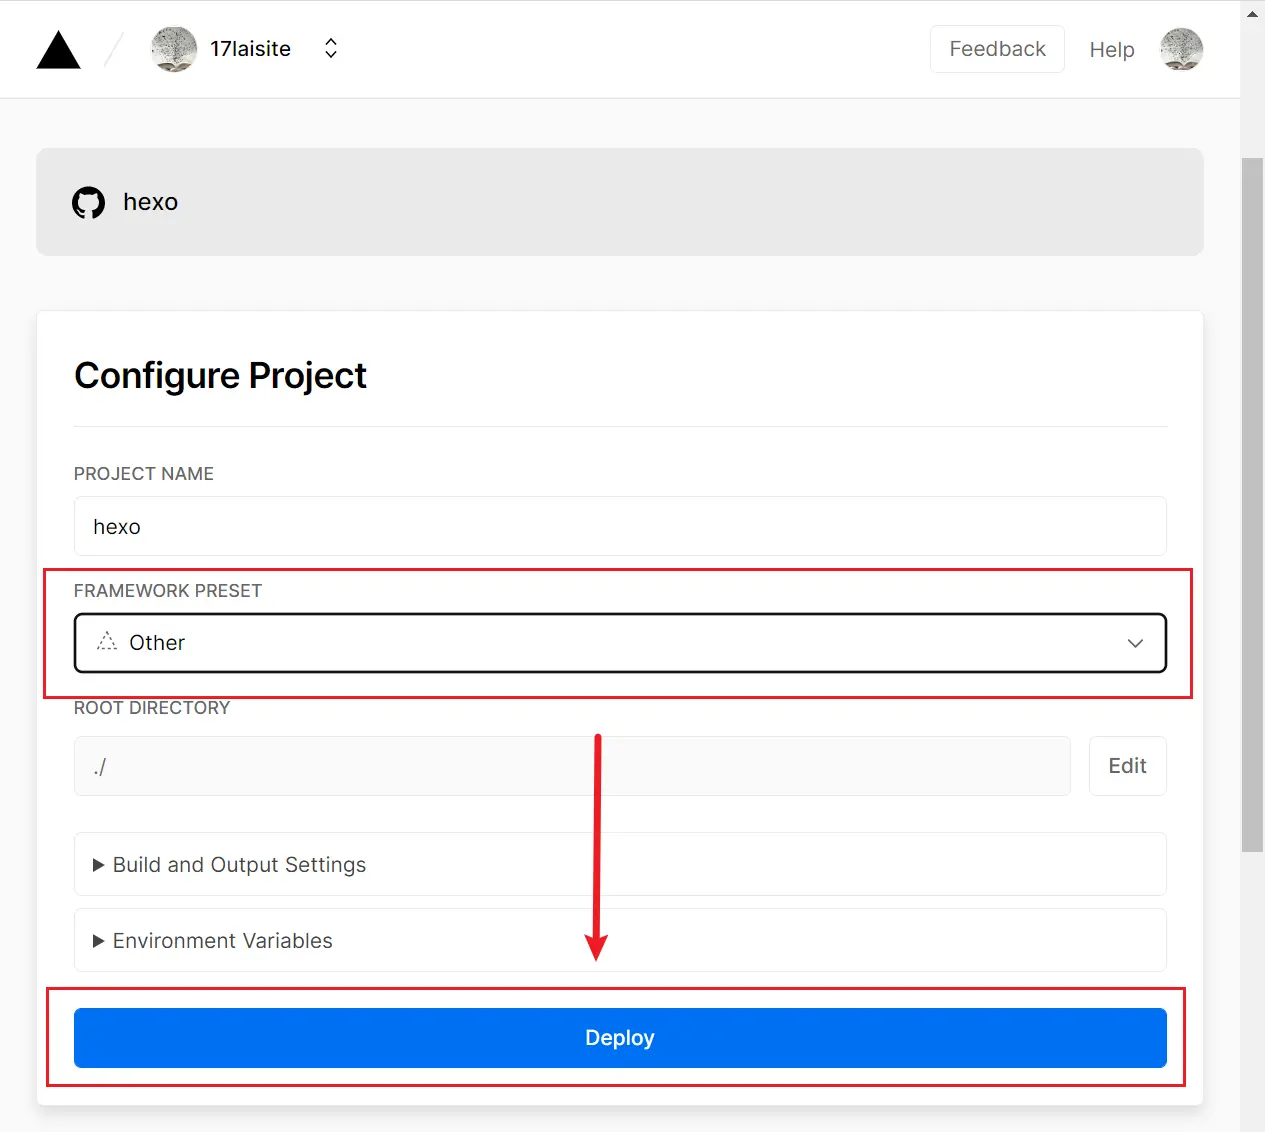 17laisite
Feedback
Help
hexo
Configure Project
PROJECT NAME
hexo
FRAMEWORK PRESET
Other
ROOT DIRECTORY
./
Edit
Build and Output Settings
Environment Variables
Deploy